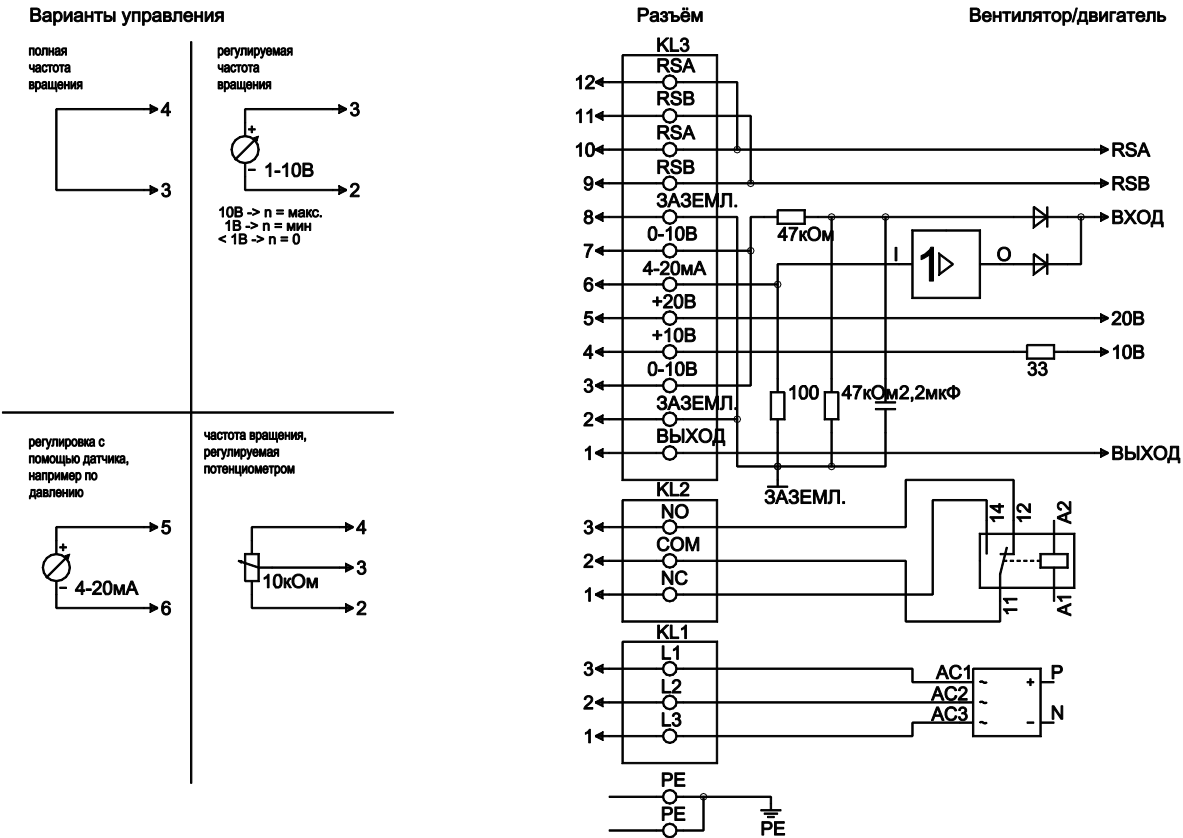 Варианты управления
Разъём
Вентилятор/двигатель
полная
частота
вращения
4
3
регулируемая
частота
вращения
3
+
1-10В
−
2
10В -> n = макс.
1В -> n = мин
< 1В -> n = 0
регулировка с
помощью датчика,
например по
давлению
5
+
4-20мА
−
6
частота вращения,
регулируемая
потенциометром
4
3
10кОм
2
KL3
RSA
12
RSB
11
RSA
10
RSA
RSB
9
RSB
ЗАЗЕМЛ.
8
47кОм
ВХОД
0-10В
7
I
1
O
4-20мА
6
+20В
5
20В
+10В
4
33
10В
0-10В
3
100
47кОм
2,2мкФ
ЗАЗЕМЛ.
2
ВЫХОД
1
ВЫХОД
ЗАЗЕМЛ.
KL2
NO
3
COM
2
NC
1
14
12
A2
11
A1
KL1
L1
3
L2
2
L3
1
AC1
~
+
P
AC2
~
AC3
~
−
N
PE
PE
PE